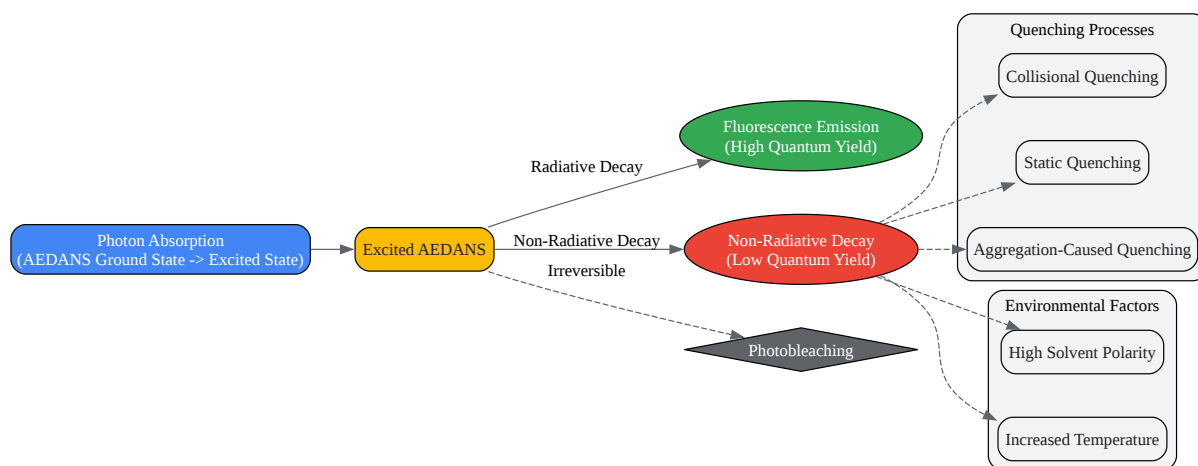 Photon Absorption
(AEDANS Ground State -> Excited State)
Excited AEDANS
Radiative Decay
Non-Radiative Decay
Irreversible
Fluorescence Emission
(High Quantum Yield)
Non-Radiative Decay
(Low Quantum Yield)
Photobleaching
Quenching Processes
Collisional Quenching
Static Quenching
Aggregation-Caused Quenching
Environmental Factors
High Solvent Polarity
Increased Temperature